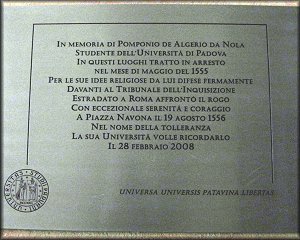 In memoria di Pomponio de Algerio da Nola
Studente dell'Università di Padova
In questi luoghi tratto in arresto
nel mese di maggio del 1555
Per le sue idee religiose da lui difese fermamente
Davanti al Tribunale dell'Inquisizione
Estradato a Roma affrontò il rogo
Con eccezionale serenità e coraggio
A Piazza Navona il 19 agosto 1556
Nel nome della tolleranza
La sua Università volle ricordarlo
Il 28 febbraio 2008
Universa Universis Patavina Libertas